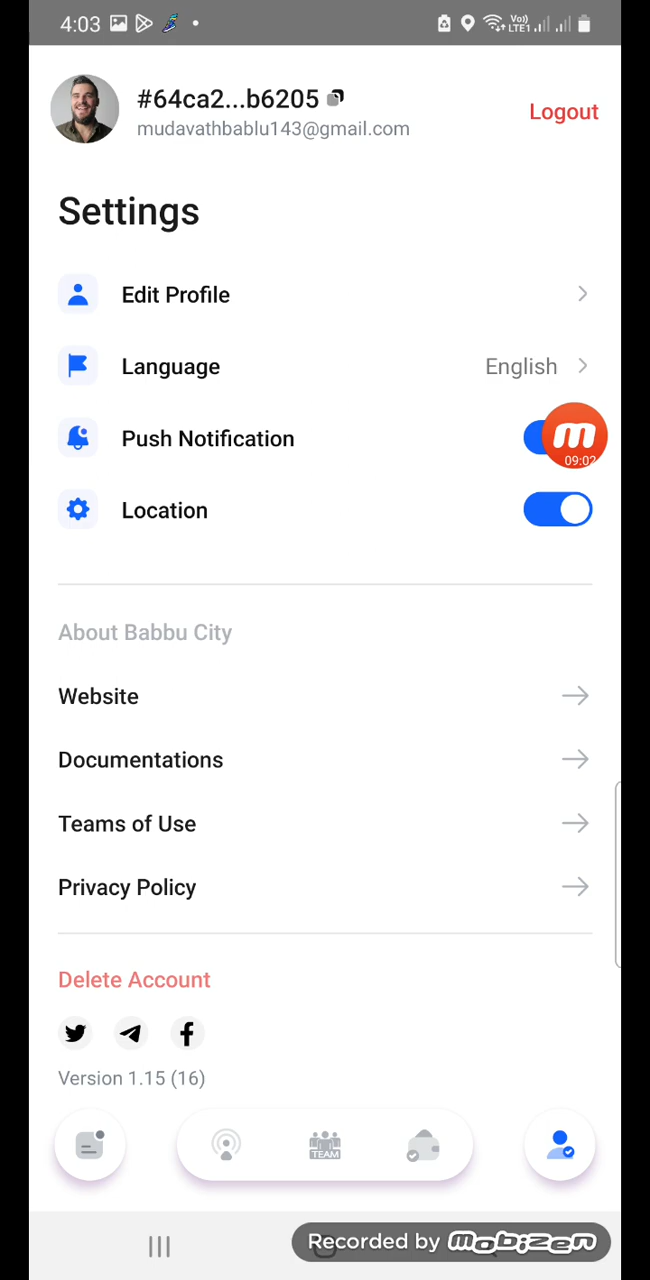 4:03
Vo)) LTE1
#64ca2...b6205
Logout
mudavathbablu143@gmail.com
Settings
Edit Profile
Language English
Push Notification
m
09:02
Location
About Babbu City
Website
Documentations
Teams of Use
Privacy Policy
Delete Account
Version 1.15 (16)
TEAM
Recorded by mobizen